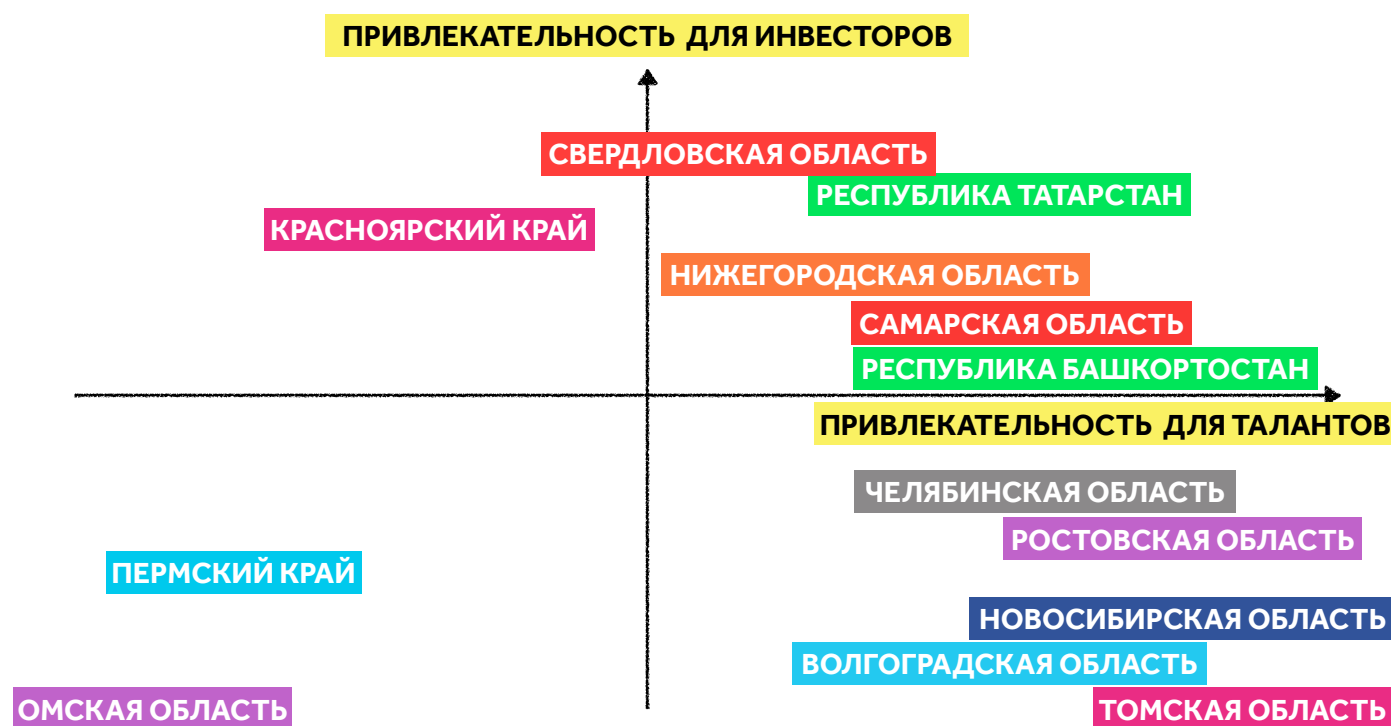 ПРИВЛЕКАТЕЛЬНОСТЬ ДЛЯ ИНВЕСТОРОВ
СВЕРДЛОВСКАЯ ОБЛАСТЬ
РЕСПУБЛИКА ТАТАРСТАН
КРАСНОЯРСКИЙ КРАЙ
НИЖЕГОРОДСКАЯ ОБЛАСТЬ
САМАРСКАЯ ОБЛАСТЬ
РЕСПУБЛИКА БАШКОРТОСТАН
ПРИВЛЕКАТЕЛЬНОСТЬ ДЛЯ ТАЛАНТОВ
ЧЕЛЯБИНСКАЯ ОБЛАСТЬ
РОСТОВСКАЯ ОБЛАСТЬ
ПЕРМСКИЙ КРАЙ
НОВОСИБИРСКАЯ ОБЛАСТЬ
ВОЛГОГРАДСКАЯ ОБЛАСТЬ
ОМСКАЯ ОБЛАСТЬ
ТОМСКАЯ ОБЛАСТЬ